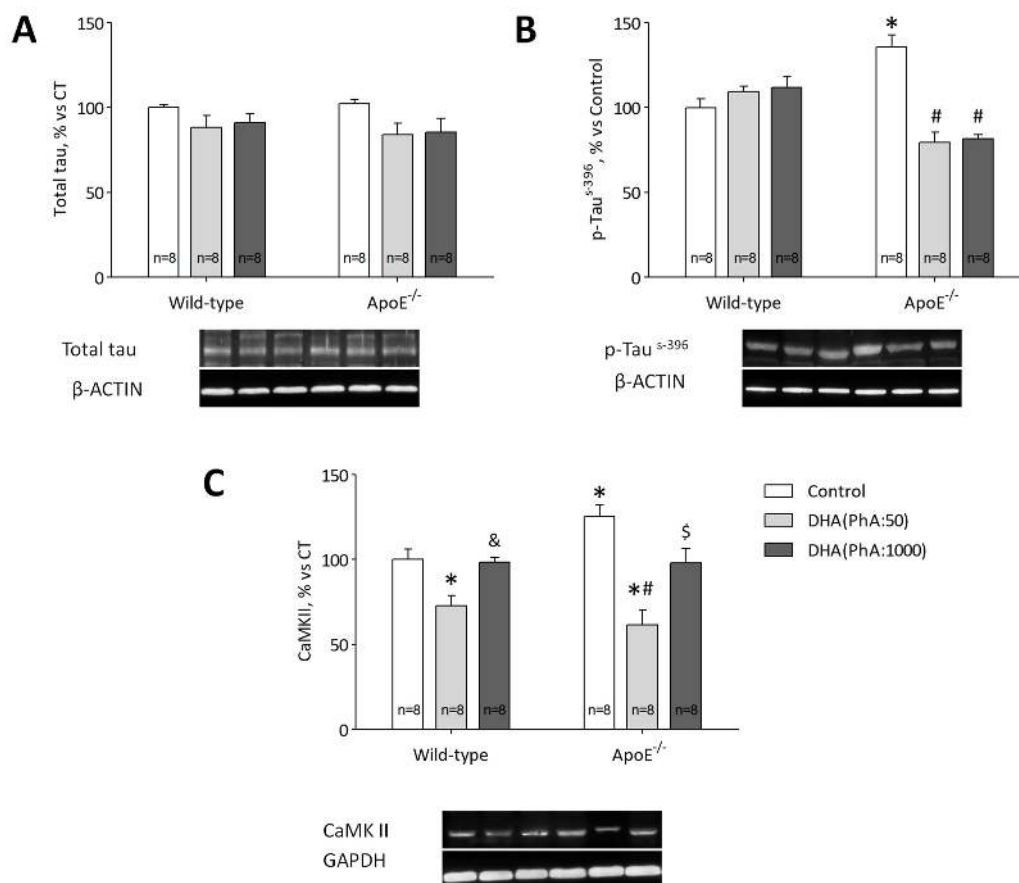 A
Total tau, % vs CT
150
100
50
0
n=8 n=8 n=8 n=8 n=8 n=8
Wild-type ApoE-/-
Total tau
β-ACTIN
B
p-Tau s-396, % vs Control
150
100
50
0
*
# #
n=8 n=8 n=8 n=8 n=8 n=8
Wild-type ApoE-/-
p-Tau s-396
β-ACTIN
C
CaMKII, % vs CT
150
100
50
0
* & * *# $
n=8 n=8 n=8 n=8 n=8 n=8
Wild-type ApoE-/-
Control
DHA(PhA:50)
DHA(PhA:1000)
CaMK II
GAPDH